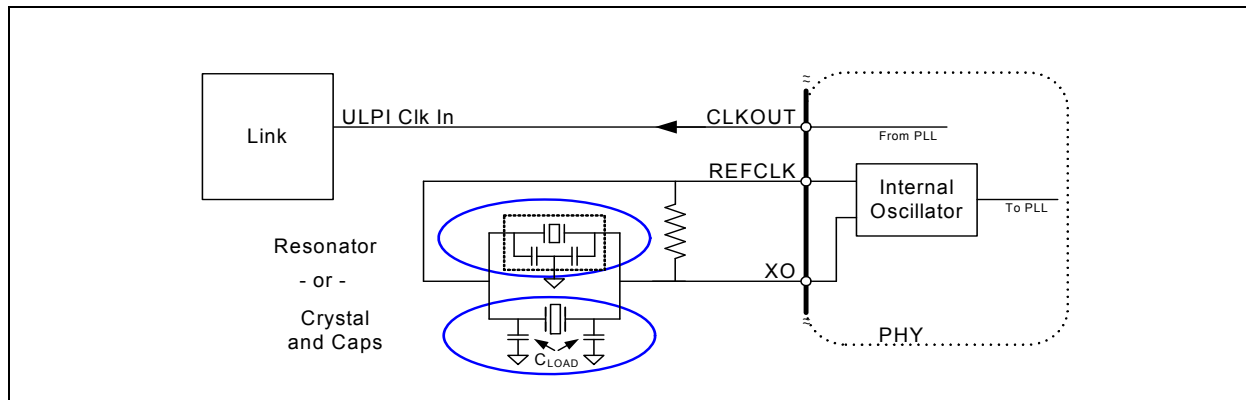 Link
ULPI Clk In
CLKOUT
From PLL
REFCLK
Internal
Oscillator
To PLL
Resonator
- or -
Crystal
and Caps
XO
CLOAD
PHY